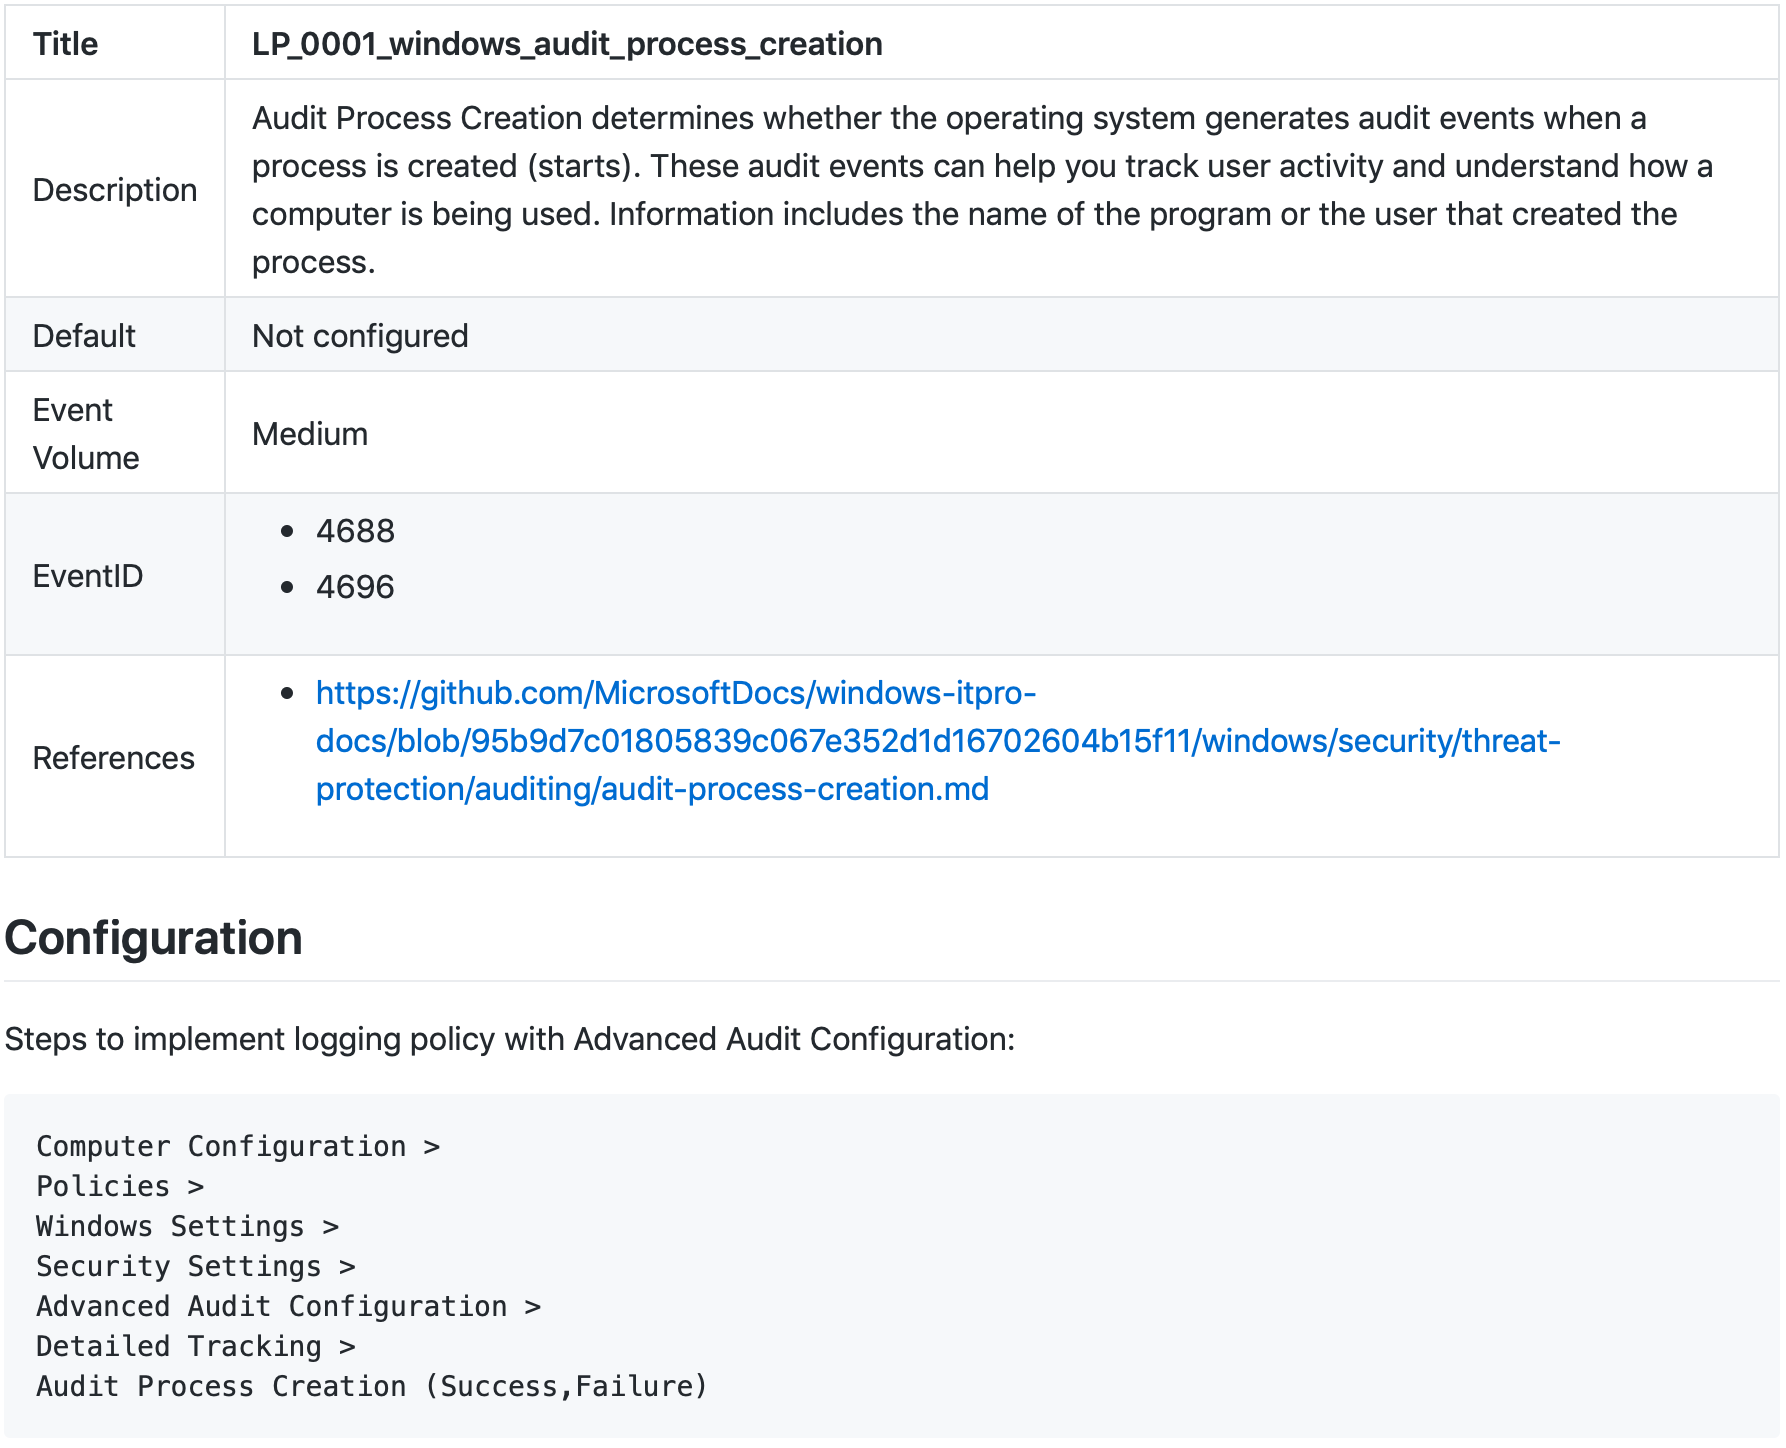 Title LP_0001_windows_audit_process_creation
Description
Audit Process Creation determines whether the operating system generates audit events when a
process is created (starts). These audit events can help you track user activity and understand how a
computer is being used. Information includes the name of the program or the user that created the
process.
Default Not configured
Event
Volume
Medium
EventID
• 4688
• 4696
References
• https://github.com/MicrosoftDocs/windows-itpro-
docs/blob/95b9d7c01805839c067e352d1d16702604b15f11/windows/security/threat-
protection/auditing/audit-process-creation.md
Configuration
Steps to implement logging policy with Advanced Audit Configuration:
Computer Configuration >
Policies >
Windows Settings >
Security Settings >
Advanced Audit Configuration >
Detailed Tracking >
Audit Process Creation (Success,Failure)